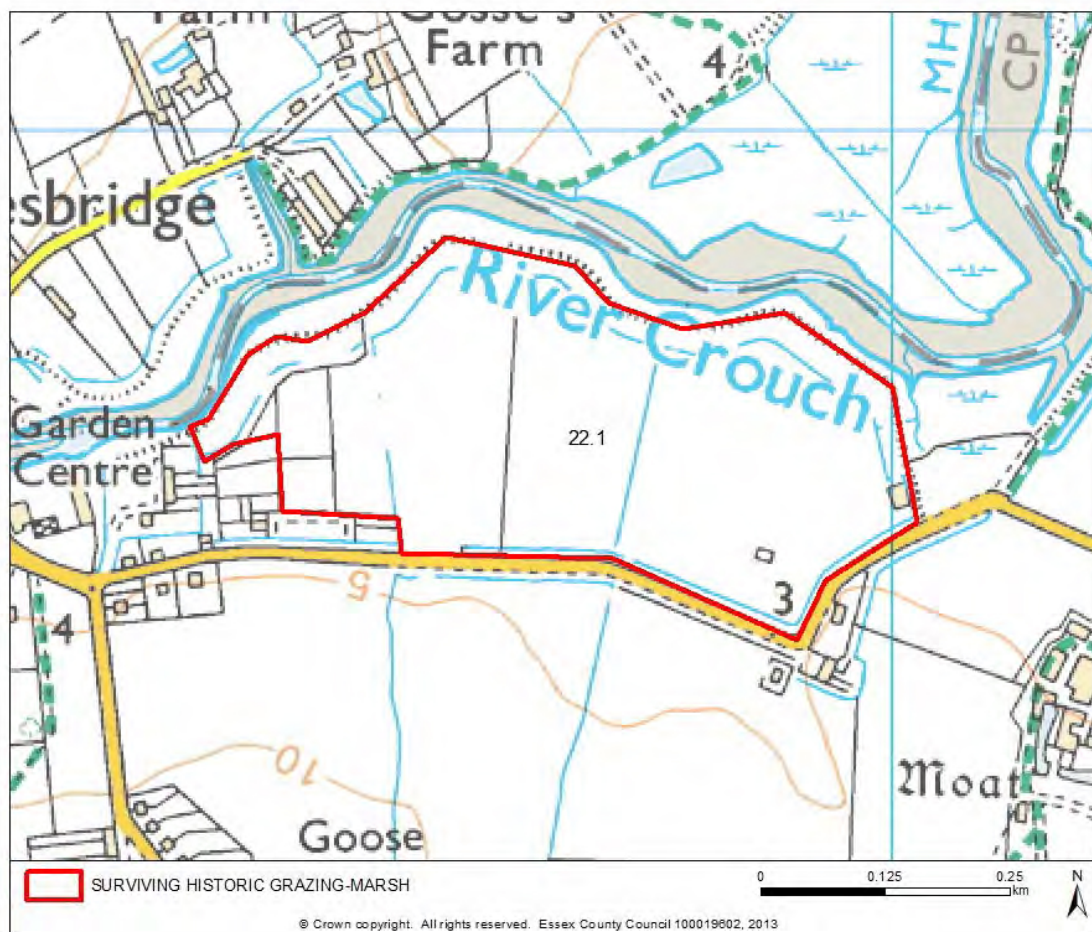 Farm
Gosse's
Farm
4
MH
CP
esbridge
River Crouch
Garden
Centre
22.1
5
3
4
10
Moat
Goose
SURVIVING HISTORIC GRAZING-MARSH
0 0.125 0.25
km
N
© Crown copyright. All rights reserved. Essex County Council 100019602, 2013